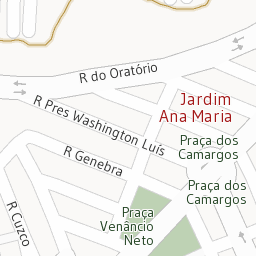 R do Oratório
R Pres Washington Luís
Jardim
Ana Maria
Praça dos
Camargos
R Genebra
Praça dos
Camargos
R Cuzco
Praça
Venâncio
Neto